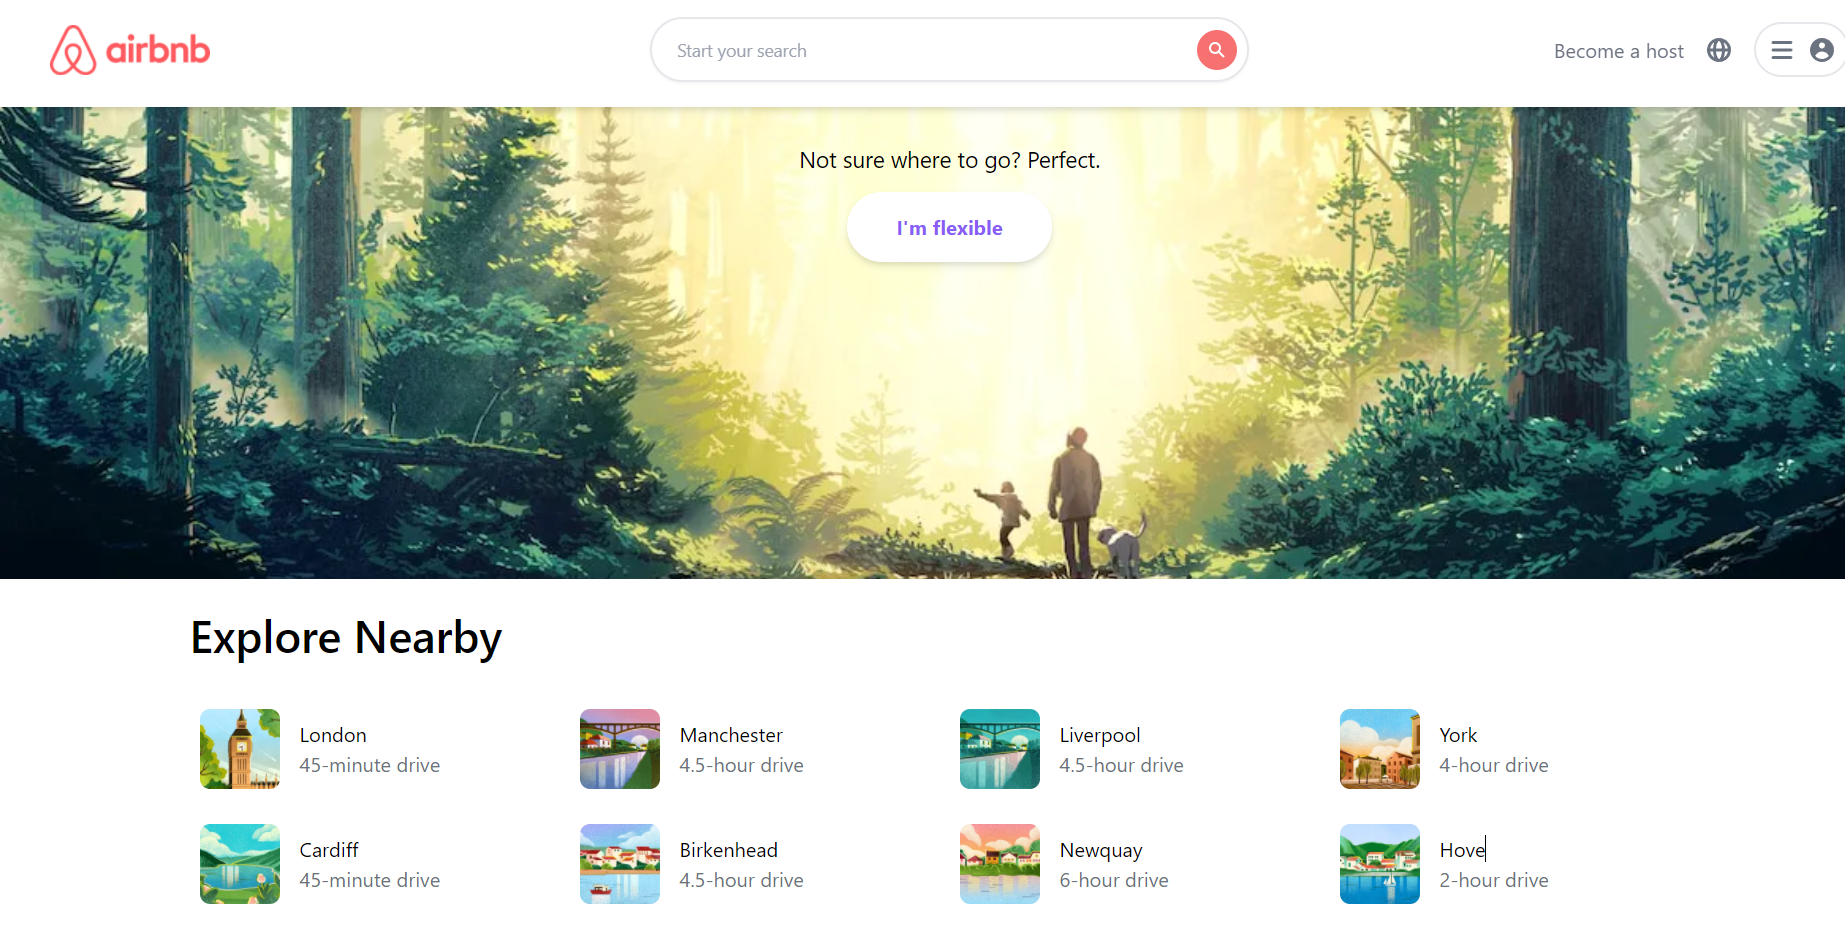 airbnb
Start your search
Become a host
Not sure where to go? Perfect.
I'm flexible
Explore Nearby
London
45-minute drive
Manchester
4.5-hour drive
Liverpool
4.5-hour drive
York
4-hour drive
Cardiff
45-minute drive
Birkenhead
4.5-hour drive
Newquay
6-hour drive
Hove
2-hour drive